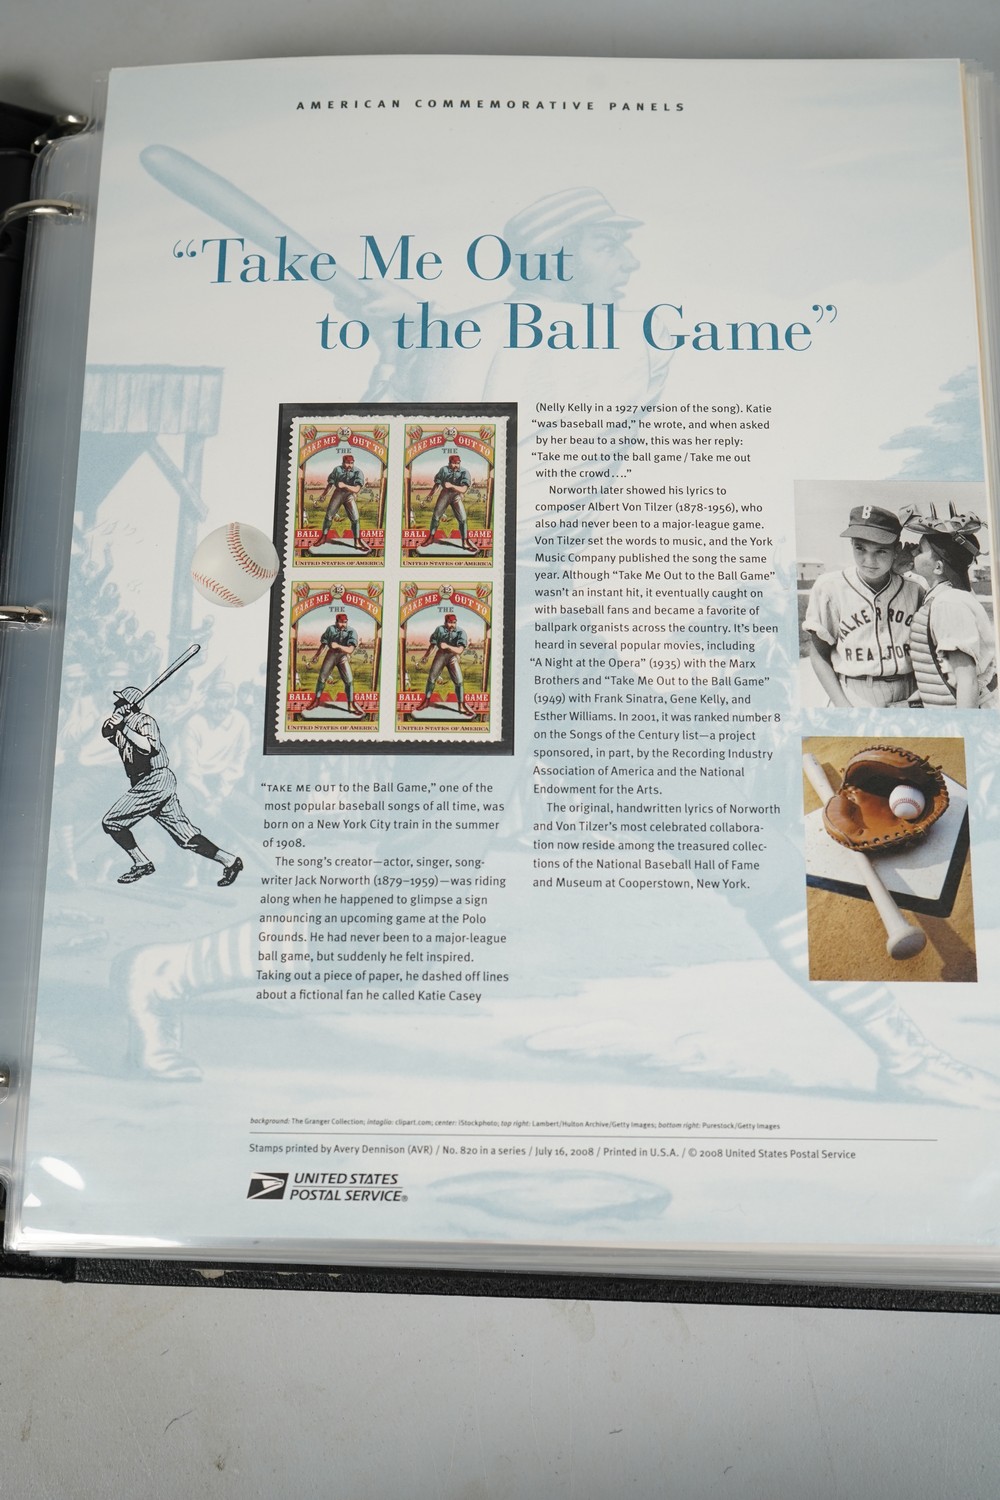 AMERICAN COMMEMORATIVE PANELS
“Take Me Out
to the Ball Game”
TAKE ME OUT TO
THE
BALL GAME
UNITED STATES OF AMERICA
42
TAKE ME OUT TO
THE
BALL GAME
UNITED STATES OF AMERICA
42
TAKE ME OUT TO
THE
BALL GAME
UNITED STATES OF AMERICA
42
TAKE ME OUT TO
THE
BALL GAME
UNITED STATES OF AMERICA
42
“TAKE ME OUT to the Ball Game,” one of the
most popular baseball songs of all time, was
born on a New York City train in the summer
of 1908.
The song’s creator—actor, singer, song-
writer Jack Norworth (1879–1959)—was riding
along when he happened to glimpse a sign
announcing an upcoming game at the Polo
Grounds. He had never been to a major-league
ball game, but suddenly he felt inspired.
Taking out a piece of paper, he dashed off lines
about a fictional fan he called Katie Casey
(Nelly Kelly in a 1927 version of the song). Katie
“was baseball mad,” he wrote, and when asked
by her beau to a show, this was her reply:
“Take me out to the ball game / Take me out
with the crowd . . . .”
Norworth later showed his lyrics to
composer Albert Von Tilzer (1878-1956), who
also had never been to a major-league game.
Von Tilzer set the words to music, and the York
Music Company published the song the same
year. Although “Take Me Out to the Ball Game”
wasn’t an instant hit, it eventually caught on
with baseball fans and became a favorite of
ballpark organists across the country. It’s been
heard in several popular movies, including
“A Night at the Opera” (1935) with the Marx
Brothers and “Take Me Out to the Ball Game”
(1949) with Frank Sinatra, Gene Kelly, and
Esther Williams. In 2001, it was ranked number 8
on the Songs of the Century list—a project
sponsored, in part, by the Recording Industry
Association of America and the National
Endowment for the Arts.
The original, handwritten lyrics of Norworth
and Von Tilzer’s most celebrated collabora-
tion now reside among the treasured collec-
tions of the National Baseball Hall of Fame
and Museum at Cooperstown, New York.
B
WALKER ROO
REALTOR
background: The Granger Collection; intaglio: clipart.com; center: iStockphoto; top right: Lambert/Hulton Archive/Getty Images; bottom right: Purestock/Getty Images
Stamps printed by Avery Dennison (AVR) / No. 820 in a series / July 16, 2008 / Printed in U.S.A. / © 2008 United States Postal Service
UNITED STATES
POSTAL SERVICE®